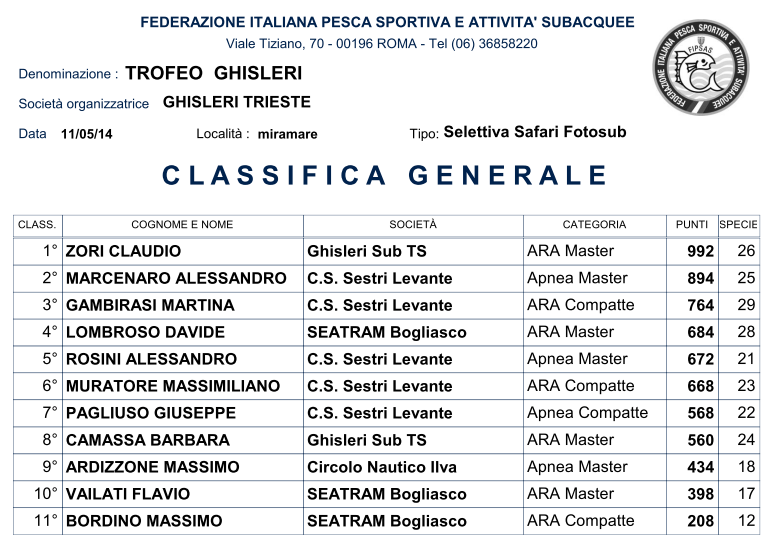 FEDERAZIONE ITALIANA PESCA SPORTIVA E ATTIVITA' SUBACQUEE
Viale Tiziano, 70 - 00196 ROMA - Tel (06) 36858220
FEDERAZIONE ITALIANA PESCA SPORTIVA E ATTIVITÀ SUBACQUEE
FIPSAS
Denominazione : TROFEO GHISLERI
Società organizzatrice GHISLERI TRIESTE
Data 11/05/14 Località : miramare Tipo: Selettiva Safari Fotosub
CLASSIFICA GENERALE
CLASS. COGNOME E NOME SOCIETÀ CATEGORIA PUNTI SPECIE
1° ZORI CLAUDIO Ghisleri Sub TS ARA Master 992 26
2° MARCENARO ALESSANDRO C.S. Sestri Levante Apnea Master 894 25
3° GAMBIRASI MARTINA C.S. Sestri Levante ARA Compatte 764 29
4° LOMBROSO DAVIDE SEATRAM Bogliasco ARA Master 684 28
5° ROSINI ALESSANDRO C.S. Sestri Levante Apnea Master 672 21
6° MURATORE MASSIMILIANO C.S. Sestri Levante ARA Compatte 668 23
7° PAGLIUSO GIUSEPPE C.S. Sestri Levante Apnea Compatte 568 22
8° CAMASSA BARBARA Ghisleri Sub TS ARA Master 560 24
9° ARDIZZONE MASSIMO Circolo Nautico Ilva Apnea Master 434 18
10° VAILATI FLAVIO SEATRAM Bogliasco ARA Master 398 17
11° BORDINO MASSIMO SEATRAM Bogliasco ARA Compatte 208 12